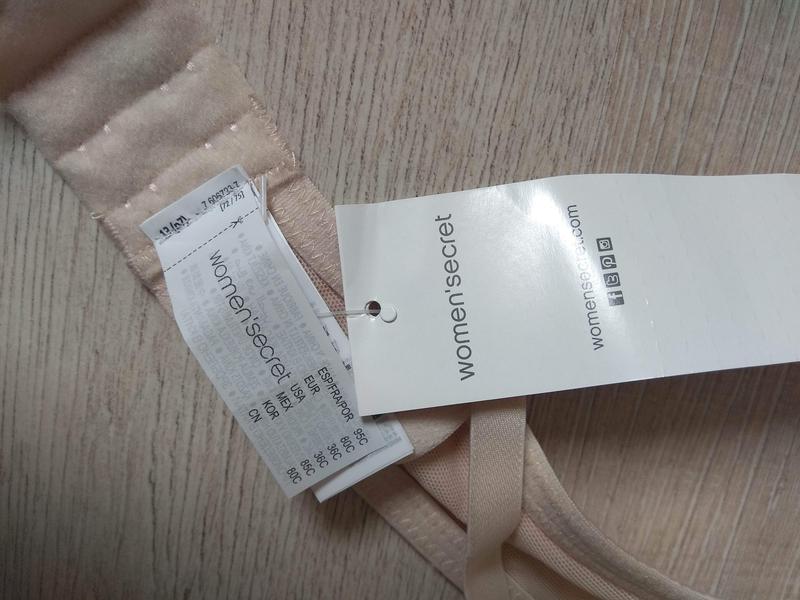 women'secret
ESP/FRA/POR 95C
EUR 80C
USA 36C
MEX 36C
KOR 85C
CN 80C
women'secret
womensecret.com